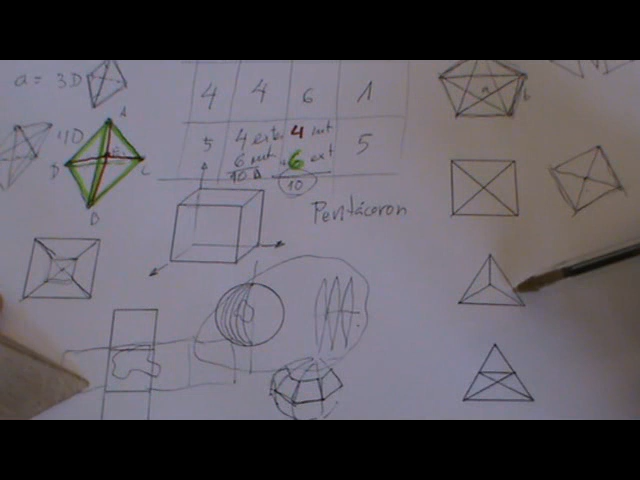 a = 3D
4 4 6 1
4D
5 4 ext. 4 int 5
6 int 6 ext
10 10
A
D
C
B
Pentácoron
a
b